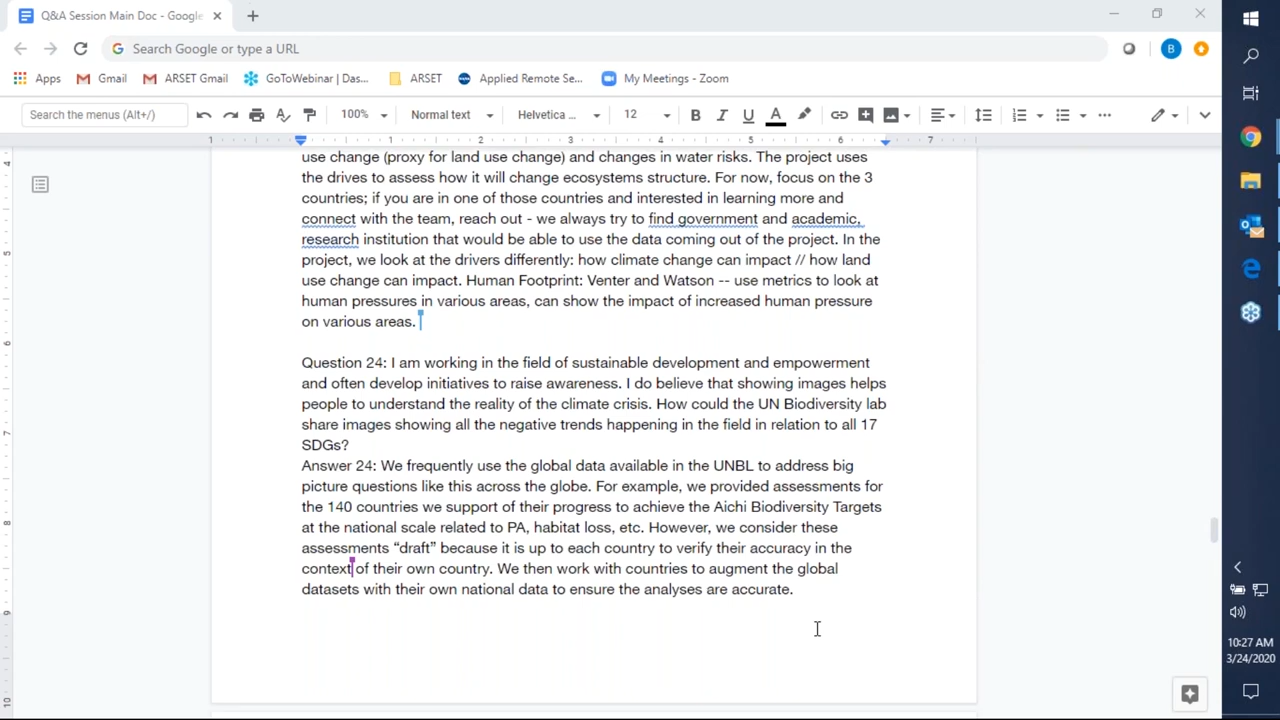 Q&A Session Main Doc - Google
Search Google or type a URL
B
Apps Gmail ARSET Gmail GoToWebinar | Das... ARSET Applied Remote Se... My Meetings - Zoom
Search the menus (Alt+/) 100% Normal text Helvetica ... 12 B I U A
1 1 2 3 4 5 6 7
use change (proxy for land use change) and changes in water risks. The project uses
the drives to assess how it will change ecosystems structure. For now, focus on the 3
countries; if you are in one of those countries and interested in learning more and
connect with the team, reach out - we always try to find government and academic,
research institution that would be able to use the data coming out of the project. In the
project, we look at the drivers differently: how climate change can impact // how land
use change can impact. Human Footprint: Venter and Watson -- use metrics to look at
human pressures in various areas, can show the impact of increased human pressure
on various areas.
Question 24: I am working in the field of sustainable development and empowerment
and often develop initiatives to raise awareness. I do believe that showing images helps
people to understand the reality of the climate crisis. How could the UN Biodiversity lab
share images showing all the negative trends happening in the field in relation to all 17
SDGs?
Answer 24: We frequently use the global data available in the UNBL to address big
picture questions like this across the globe. For example, we provided assessments for
the 140 countries we support of their progress to achieve the Aichi Biodiversity Targets
at the national scale related to PA, habitat loss, etc. However, we consider these
assessments “draft” because it is up to each country to verify their accuracy in the
context of their own country. We then work with countries to augment the global
datasets with their own national data to ensure the analyses are accurate.
4
5
6
7
8
9
10
10:27 AM
3/24/2020